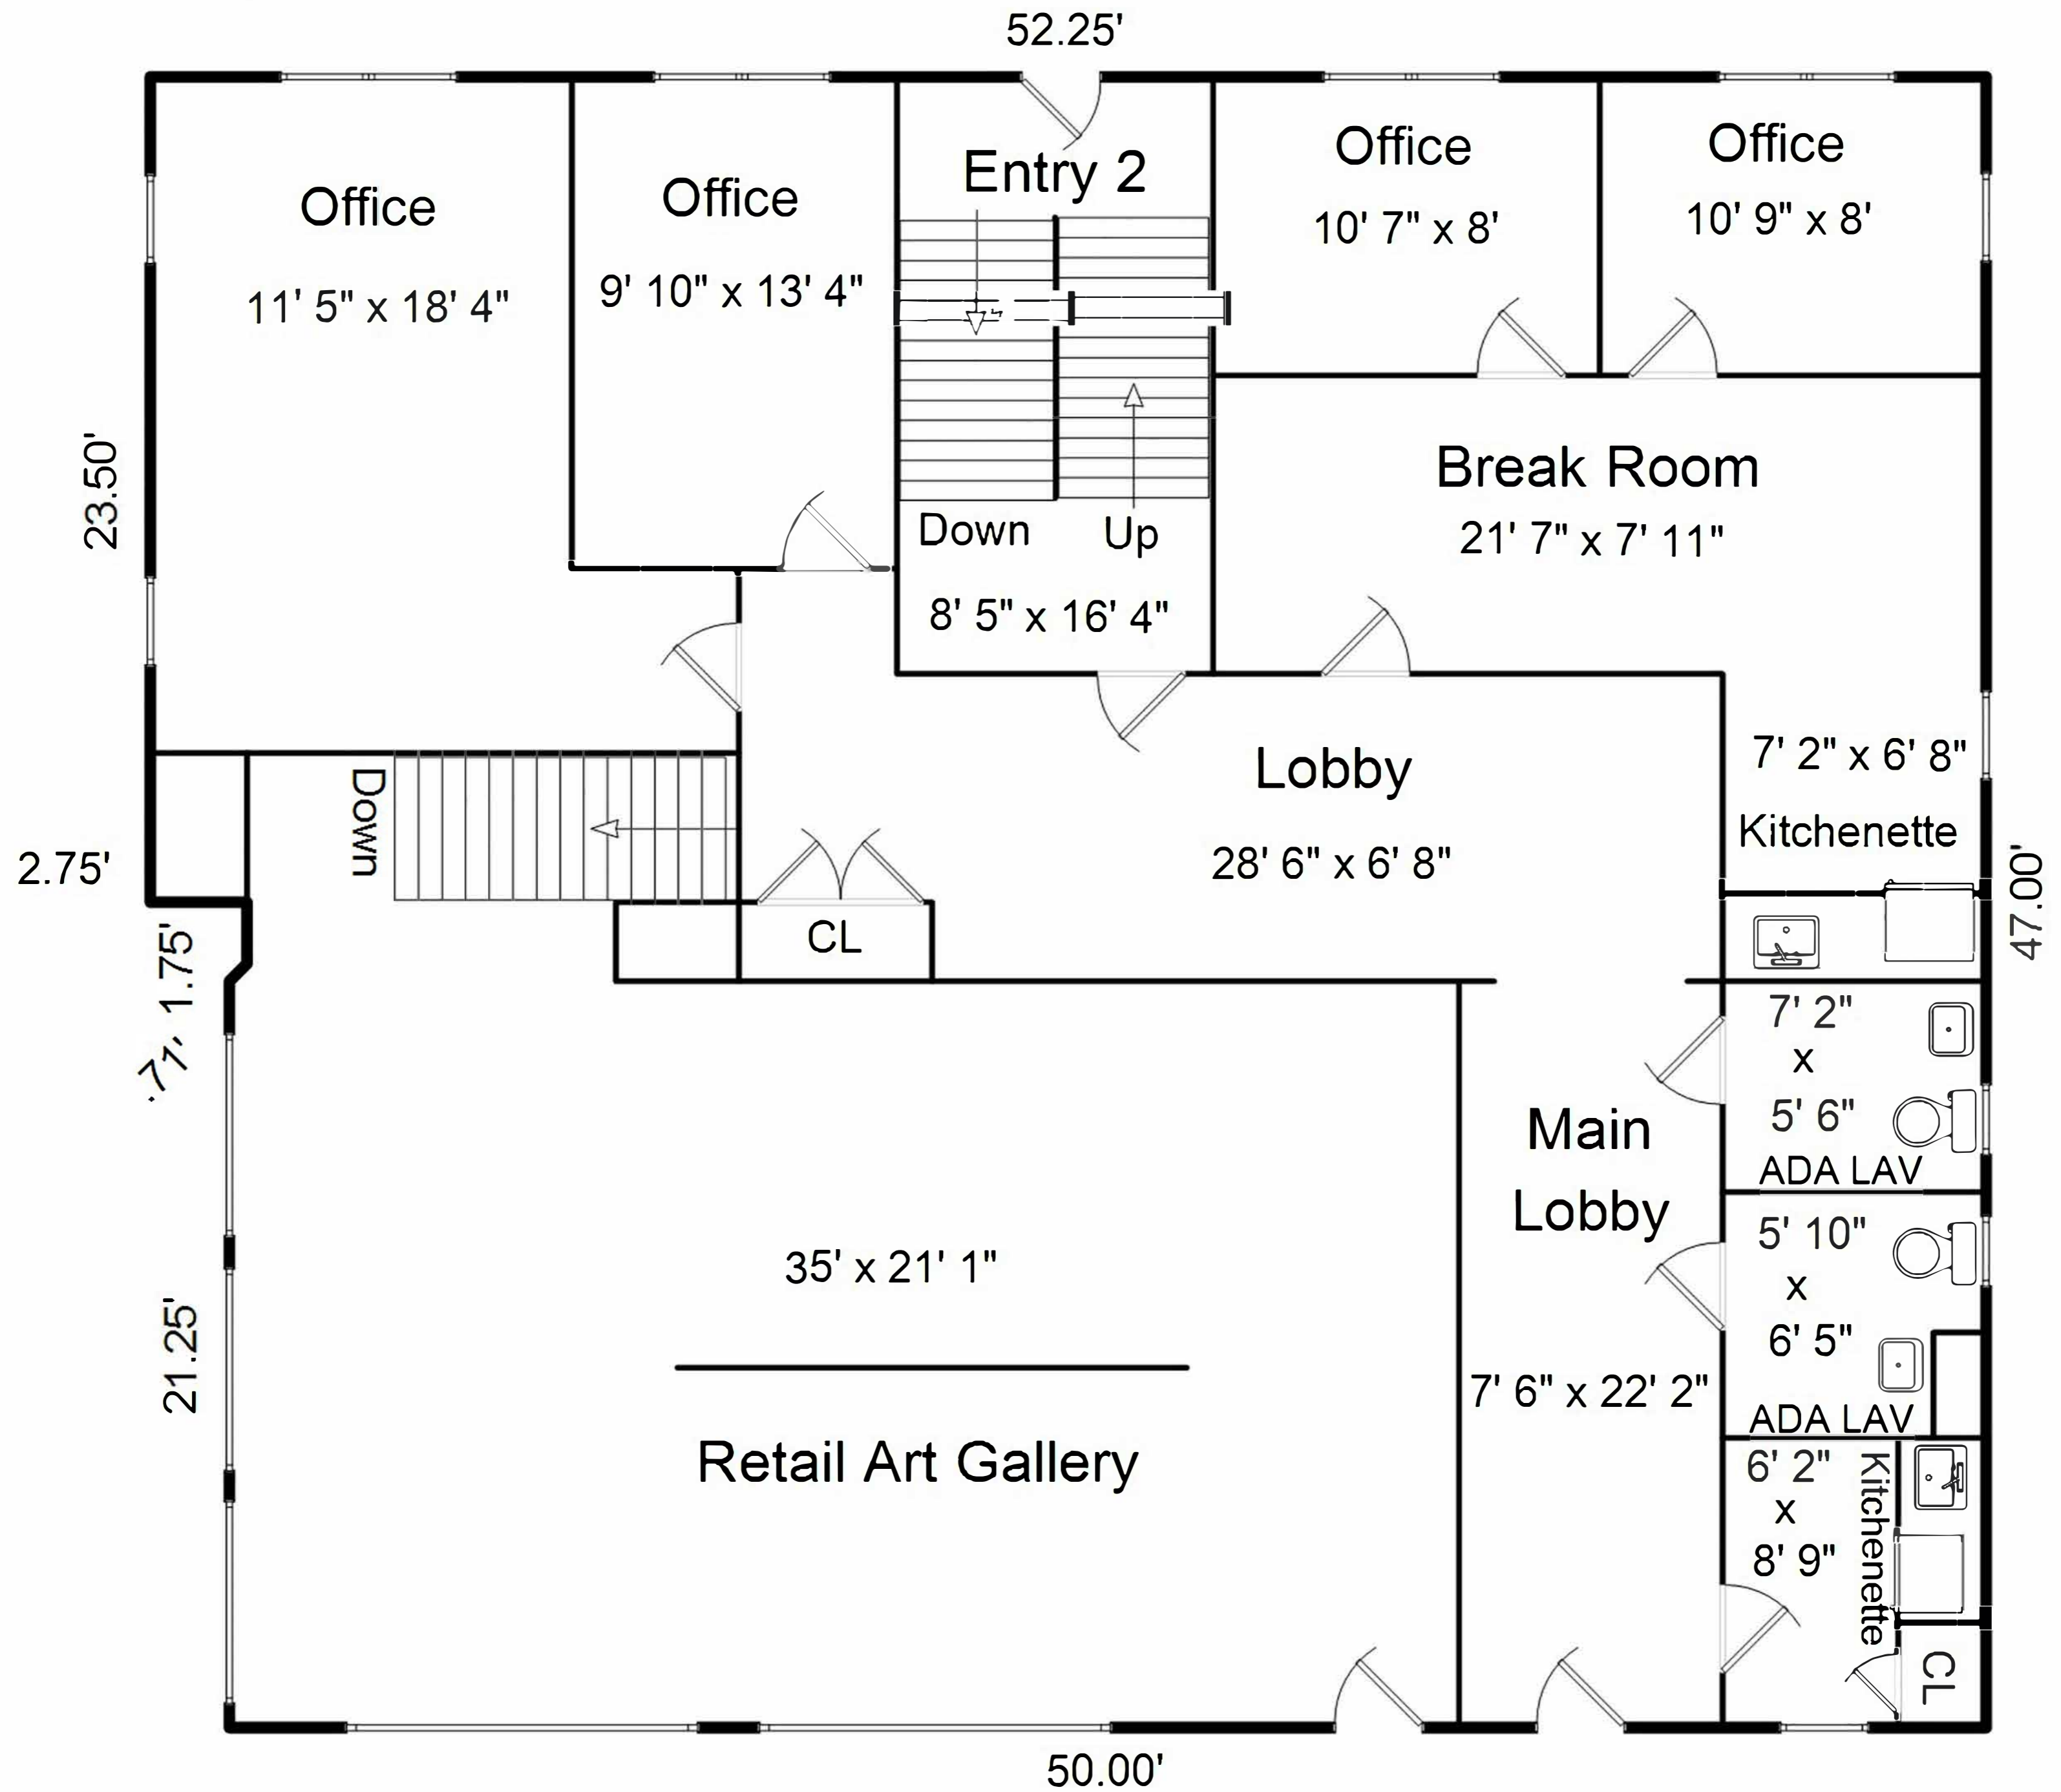 52.25'
Office
11' 5" x 18' 4"
Office
9' 10" x 13' 4"
Entry 2
Down
Up
8' 5" x 16' 4"
Office
10' 7" x 8'
Office
10' 9" x 8'
Break Room
21' 7" x 7' 11"
23.50'
7' 2" x 6' 8"
Kitchenette
Lobby
28' 6" x 6' 8"
Down
2.75'
47.00'
CL
1.75'
.71'
7' 2"
x
5' 6"
ADA LAV
Main
Lobby
7' 6" x 22' 2"
5' 10"
x
6' 5"
ADA LAV
35' x 21' 1"
Retail Art Gallery
21.25'
6' 2"
x
8' 9"
Kitchenette
CL
50.00'